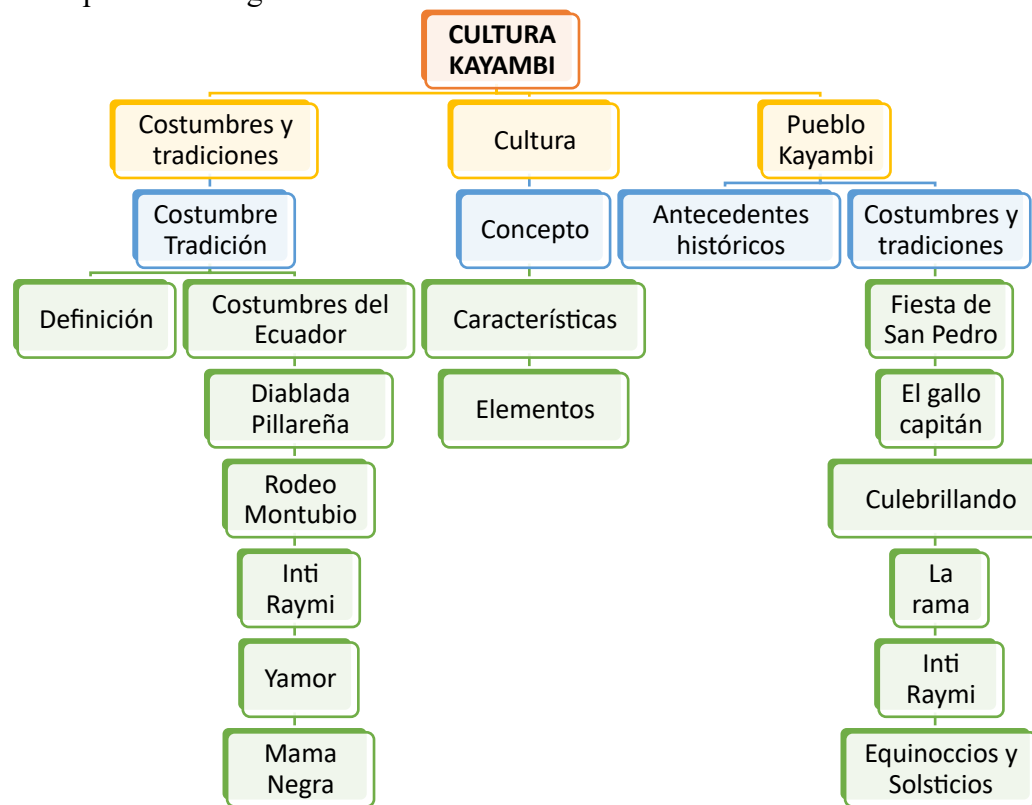 CULTURA
KAYAMBI
Costumbres y
tradiciones
Cultura
Pueblo
Kayambi
Costumbre
Tradición
Concepto
Antecedentes
históricos
Costumbres y
tradiciones
Definición
Costumbres del
Ecuador
Características
Fiesta de
San Pedro
Diablada
Pillareña
Elementos
El gallo
capitán
Rodeo
Montubio
Culebrillando
Inti
Raymi
La
rama
Yamor
Inti
Raymi
Mama
Negra
Equinoccios y
Solsticios